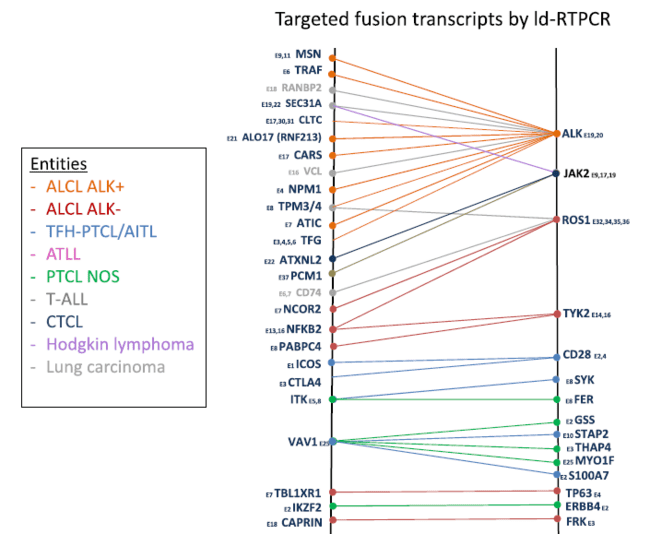 Targeted fusion transcripts by ld-RTPCR
E9,11 MSN
E6 TRAF
E18 RANBP2
E19,22 SEC31A
E17,30,31 CLTC
E21 ALO17 (RNF213)
E17 CARS
E16 VCL
E4 NPM1
E8 TPM3/4
E7 ATIC
E3,4,5,6 TFG
E22 ATXNL2
E37 PCM1
E6,7 CD74
E7 NCOR2
E13,16 NFKB2
E8 PABPC4
E1 ICOS
E3 CTLA4
ITK E5,8
VAV1 E25
E7 TBL1XR1
E2 IKZF2
E18 CAPRIN
ALK E19,20
JAK2 E9,17,19
ROS1 E32,34,35,36
TYK2 E14,16
CD28 E2,4
E8 SYK
E8 FER
E2 GSS
E10 STAP2
E3 THAP4
E25 MYO1F
E2 S100A7
TP63 E4
ERBB4 E2
FRK E3
Entities
- ALCL ALK+
- ALCL ALK-
- TFH-PTCL/AITL
- ATLL
- PTCL NOS
- T-ALL
- CTCL
- Hodgkin lymphoma
- Lung carcinoma